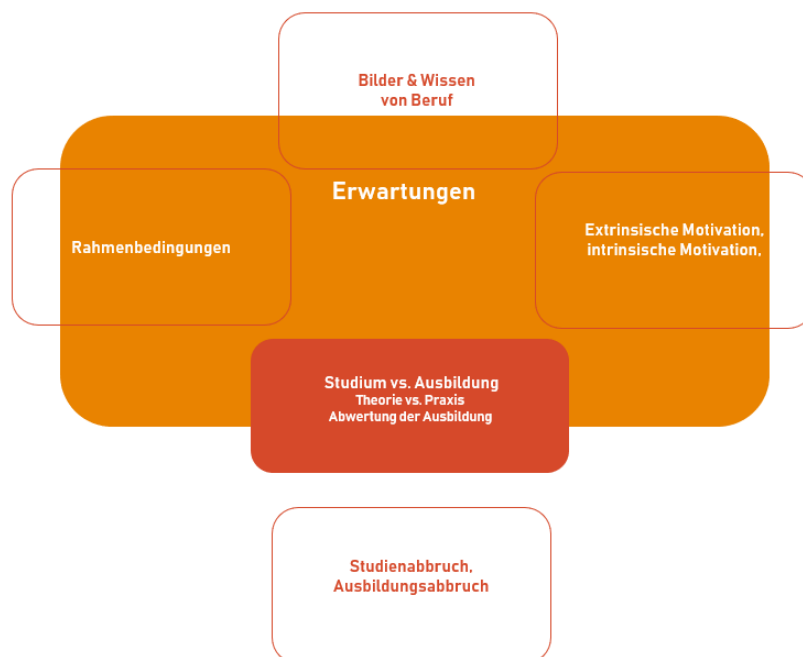 Bilder & Wissen
von Beruf
Erwartungen
Rahmenbedingungen
Extrinsische Motivation,
intrinsische Motivation,
Studium vs. Ausbildung
Theorie vs. Praxis
Abwertung der Ausbildung
Studienabbruch,
Ausbildungsabbruch